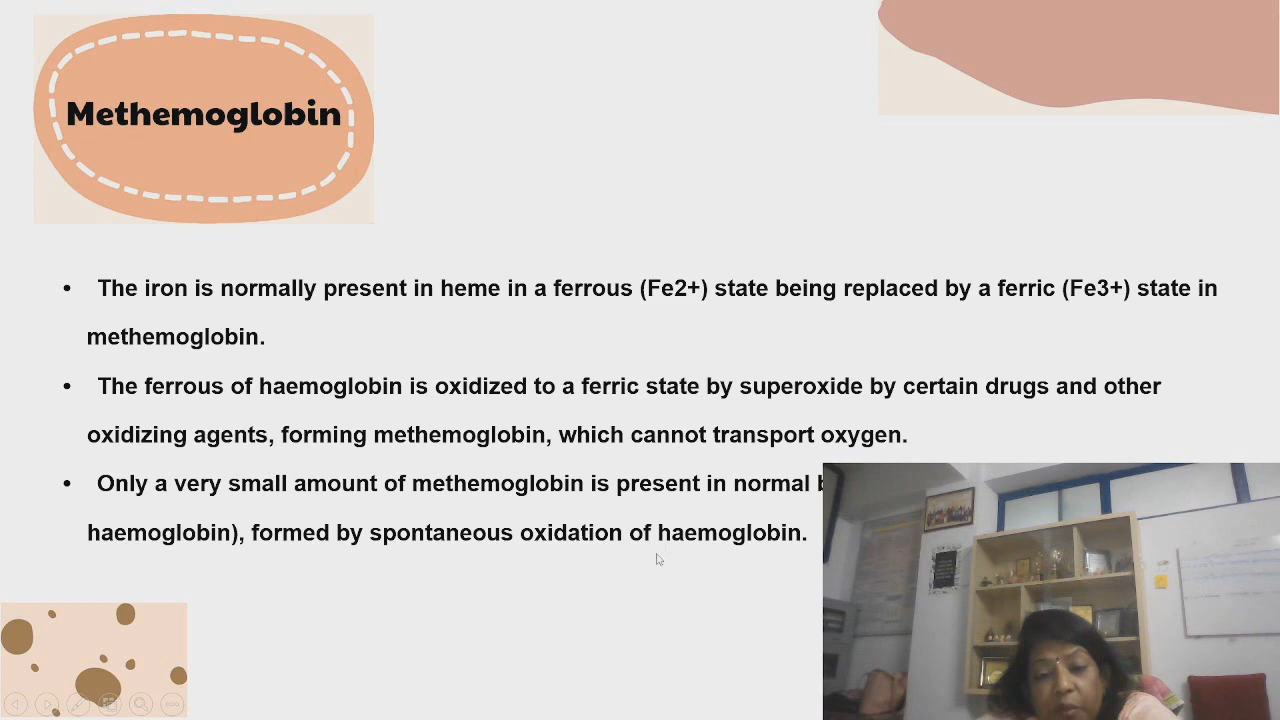 Methemoglobin
• The iron is normally present in heme in a ferrous (Fe2+) state being replaced by a ferric (Fe3+) state in
methemoglobin.
• The ferrous of haemoglobin is oxidized to a ferric state by superoxide by certain drugs and other
oxidizing agents, forming methemoglobin, which cannot transport oxygen.
• Only a very small amount of methemoglobin is present in normal
haemoglobin), formed by spontaneous oxidation of haemoglobin.